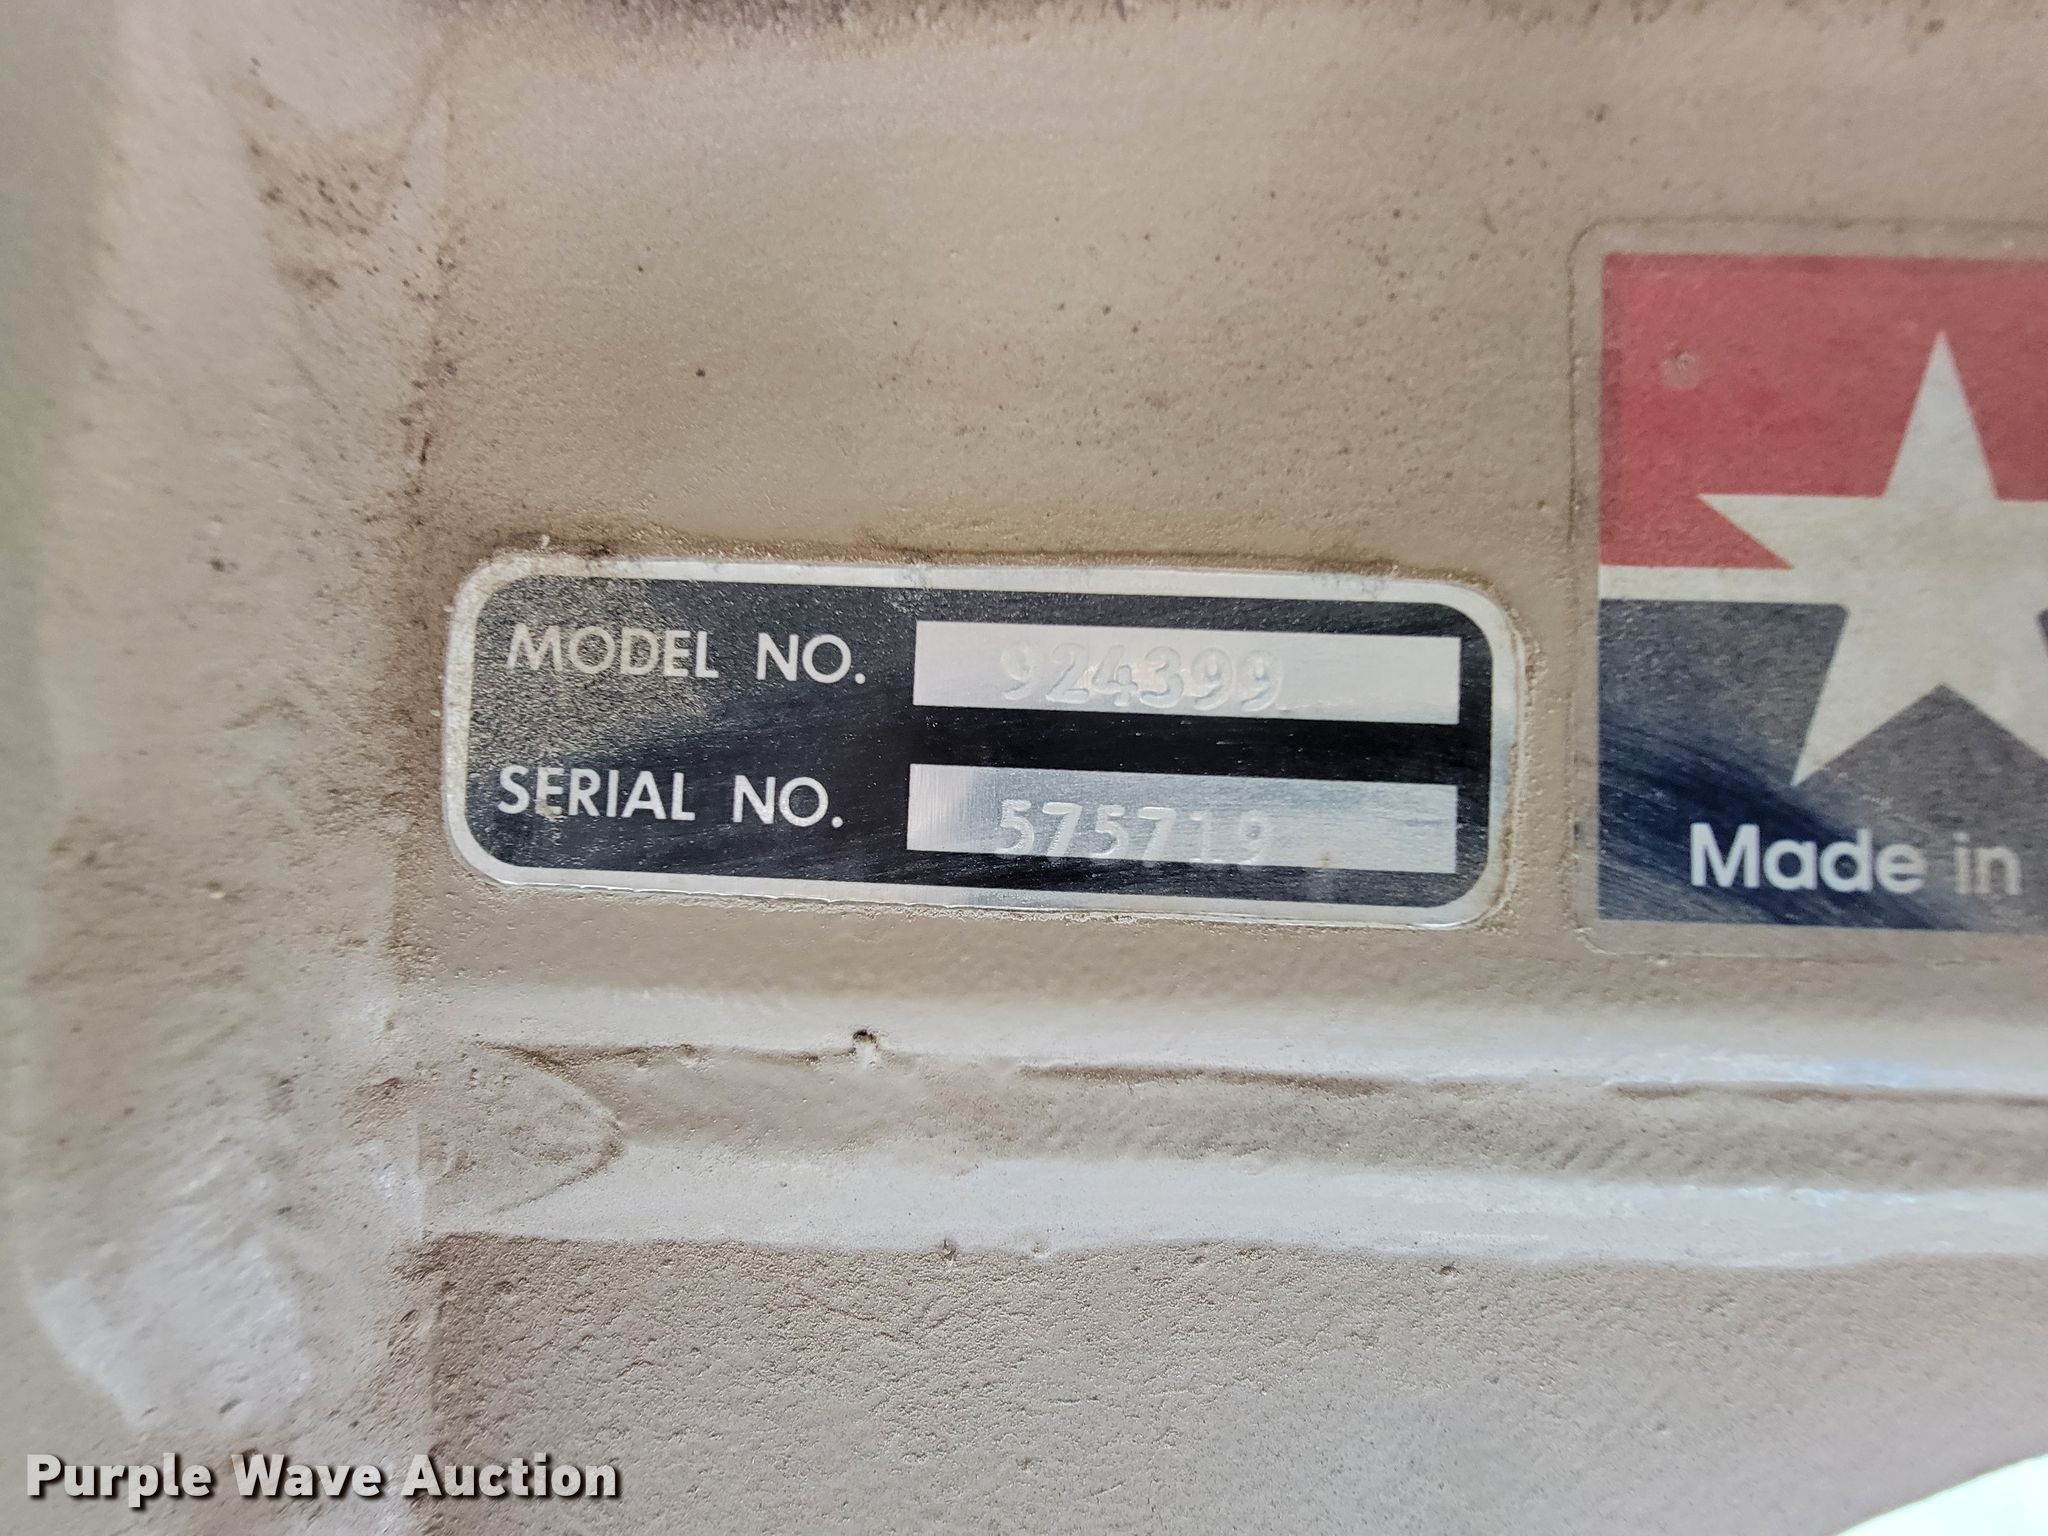 MODEL NO. 924399
SERIAL NO. 575719
Made in
Purple Wave Auction